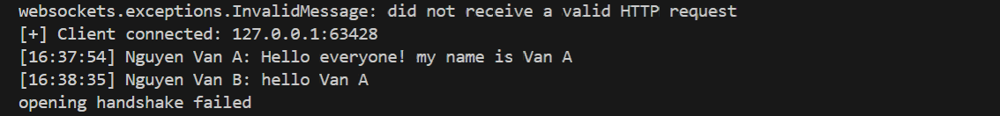 websockets.exceptions.InvalidMessage: did not receive a valid HTTP request
[+] Client connected: 127.0.0.1:63428
[16:37:54] Nguyen Van A: Hello everyone! my name is Van A
[16:38:35] Nguyen Van B: hello Van A
opening handshake failed